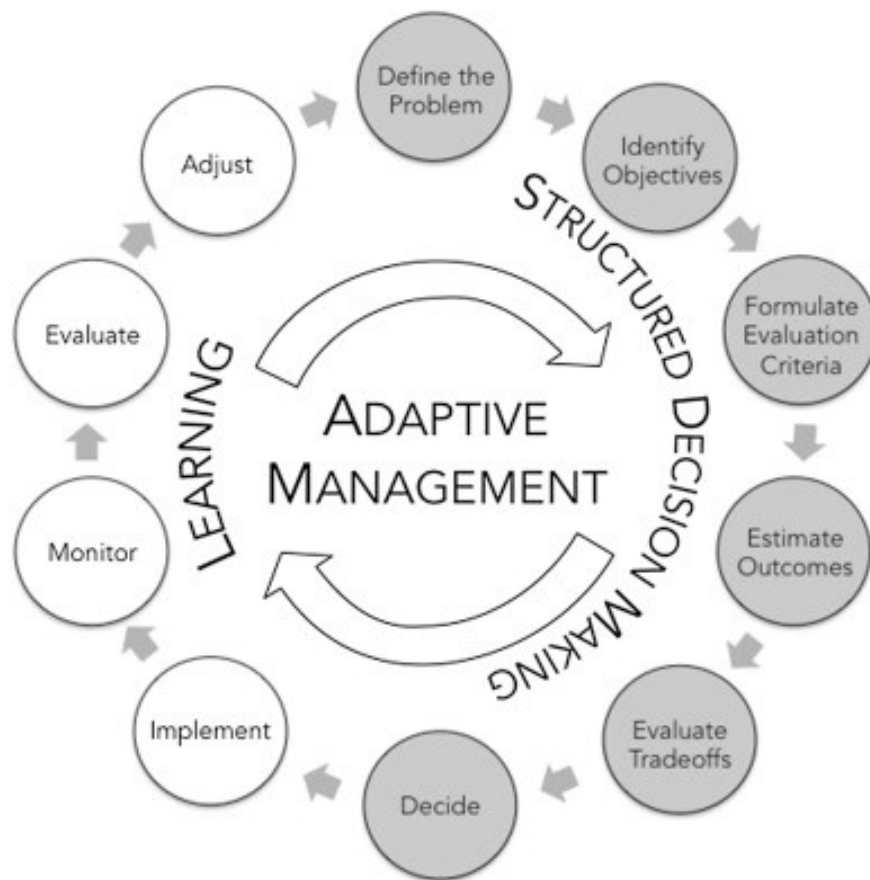 Define the
Problem
Identify
Objectives
Formulate
Evaluation
Criteria
Estimate
Outcomes
Evaluate
Tradeoffs
Decide
Implement
Monitor
Evaluate
Adjust
STRUCTURED DECISION MAKING
LEARNING
ADAPTIVE
MANAGEMENT